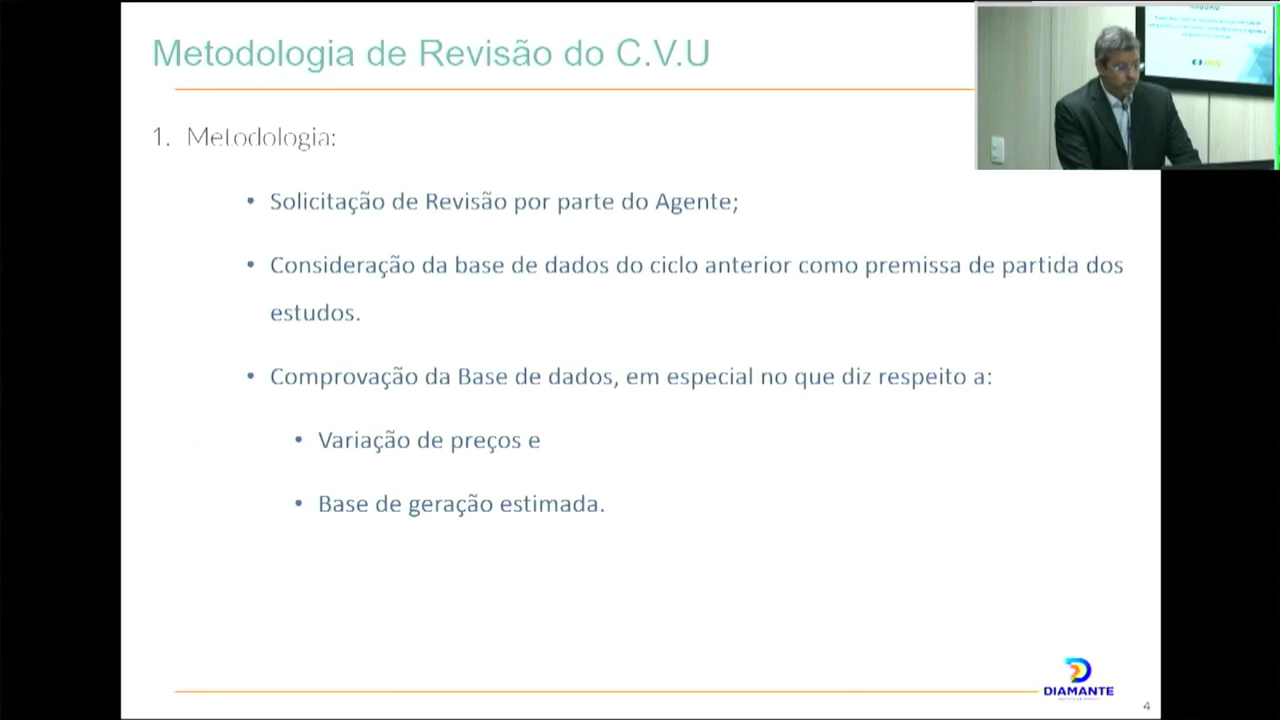 Metodologia de Revisão do C.V.U
1. Metodologia:
• Solicitação de Revisão por parte do Agente;
• Consideração da base de dados do ciclo anterior como premissa de partida dos
estudos.
• Comprovação da Base de dados, em especial no que diz respeito a:
• Variação de preços e
• Base de geração estimada.
DIAMANTE
4